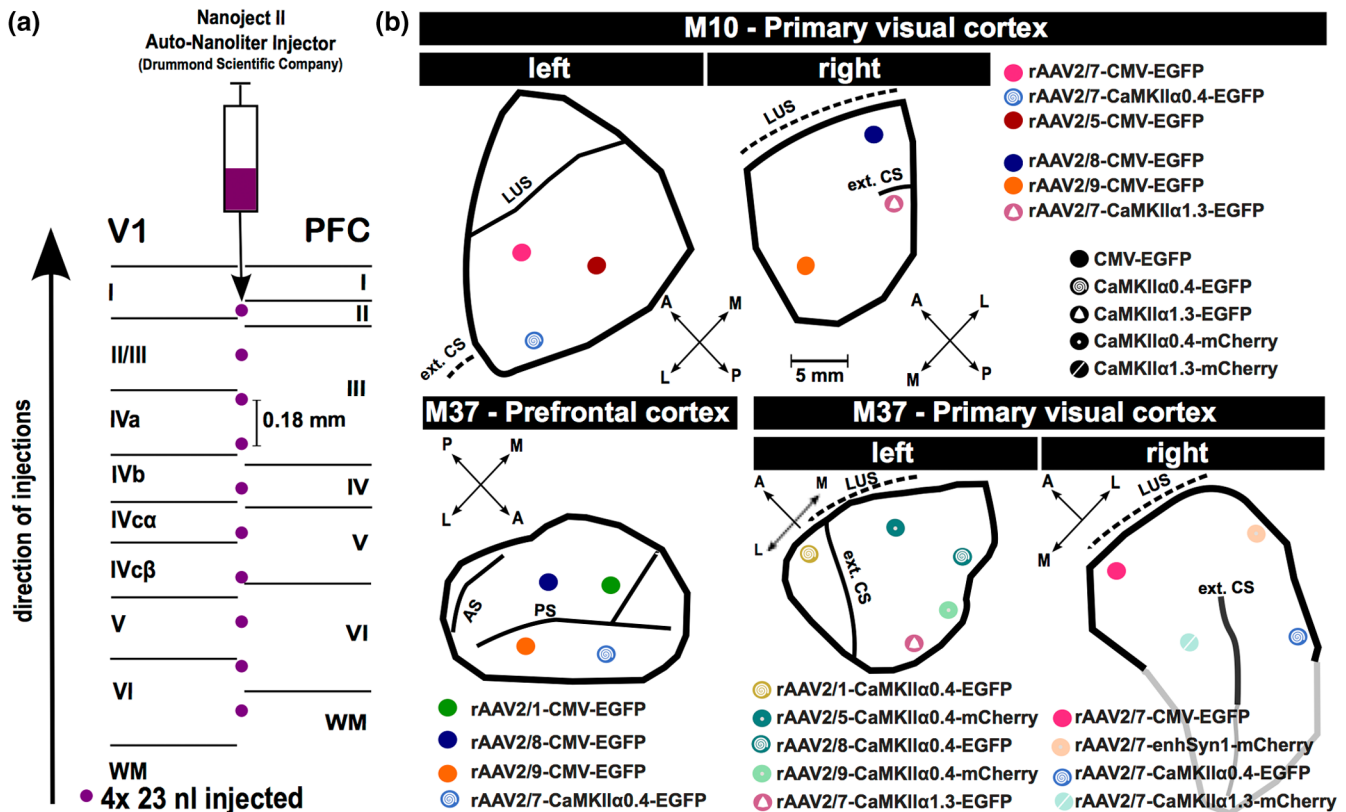 (a)
Nanoject II
Auto-Nanoliter Injector
(Drummond Scientific Company)
V1
PFC
direction of injections
I
II/III
IVa
IVb
IVcα
IVcβ
V
VI
WM
I
II
III
IV
V
VI
WM
0.18 mm
4x 23 nl injected
(b)
M10 - Primary visual cortex
left
right
LUS
ext. CS
A
M
L
P
LUS
ext. CS
A
L
M
P
5 mm
rAAV2/7-CMV-EGFP
rAAV2/7-CaMKIIα0.4-EGFP
rAAV2/5-CMV-EGFP
rAAV2/8-CMV-EGFP
rAAV2/9-CMV-EGFP
rAAV2/7-CaMKIIα1.3-EGFP
CMV-EGFP
CaMKIIα0.4-EGFP
CaMKIIα1.3-EGFP
CaMKIIα0.4-mCherry
CaMKIIα1.3-mCherry
M37 - Prefrontal cortex
P
M
L
A
AS
PS
rAAV2/1-CMV-EGFP
rAAV2/8-CMV-EGFP
rAAV2/9-CMV-EGFP
rAAV2/7-CaMKIIα0.4-EGFP
M37 - Primary visual cortex
left
right
A
M
L
LUS
ext. CS
rAAV2/1-CaMKIIα0.4-EGFP
rAAV2/5-CaMKIIα0.4-mCherry
rAAV2/8-CaMKIIα0.4-EGFP
rAAV2/9-CaMKIIα0.4-mCherry
rAAV2/7-CaMKIIα1.3-EGFP
A
L
M
LUS
ext. CS
rAAV2/7-CMV-EGFP
rAAV2/7-enhSyn1-mCherry
rAAV2/7-CaMKIIα0.4-EGFP
rAAV2/7-CaMKIIα1.3-mCherry